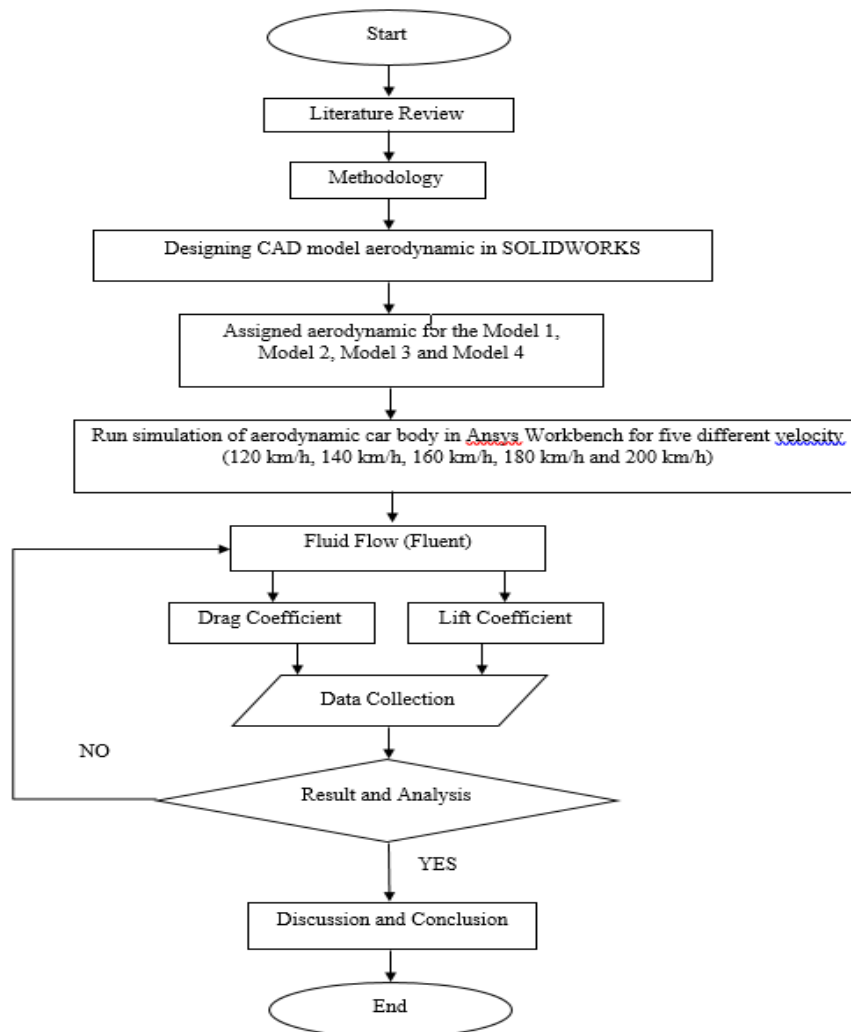 Start
Literature Review
Methodology
Designing CAD model aerodynamic in SOLIDWORKS
Assigned aerodynamic for the Model 1,
Model 2, Model 3 and Model 4
Run simulation of aerodynamic car body in Ansys Workbench for five different velocity
(120 km/h, 140 km/h, 160 km/h, 180 km/h and 200 km/h)
Fluid Flow (Fluent)
Drag Coefficient
Lift Coefficient
Data Collection
NO
Result and Analysis
YES
Discussion and Conclusion
End